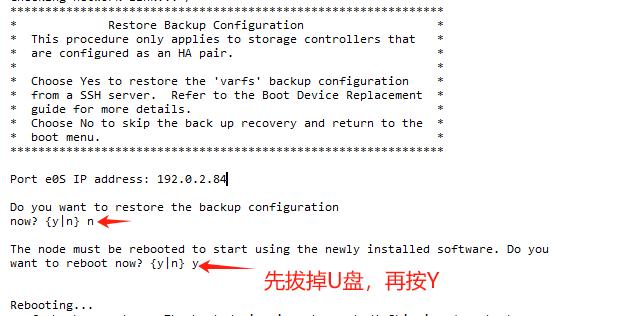 *****************************************************************
* Restore Backup Configuration *
* This procedure only applies to storage controllers that *
* are configured as an HA pair. *
* *
* Choose Yes to restore the 'varfs' backup configuration *
* from a SSH server. Refer to the Boot Device Replacement *
* guide for more details. *
* Choose No to skip the back up recovery and return to the *
* boot menu. *
*****************************************************************
Port e0S IP address: 192.0.2.84
Do you want to restore the backup configuration
now? {y|n} n
The node must be rebooted to start using the newly installed software. Do you
want to reboot now? {y|n} y
先拔掉U盘，再按Y
Rebooting...